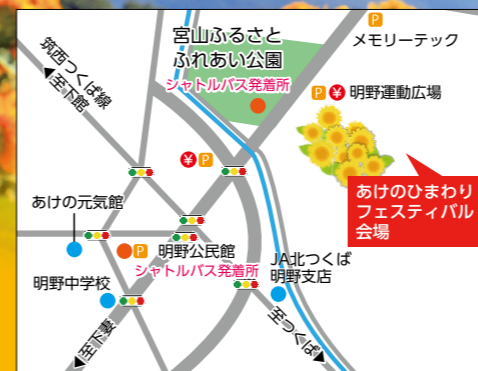 宮山ふるさと
ふれあい公園
シャトルバス発着所
P
メモリーテック
P ¥ 明野運動広場
筑西つくば線
◀至下館
¥ P
あけのひまわり
フェスティバル
会場
あけの元気館
P 明野公民館
シャトルバス発着所
JA北つくば
明野支店
明野中学校
◀至下妻
至つくば▶